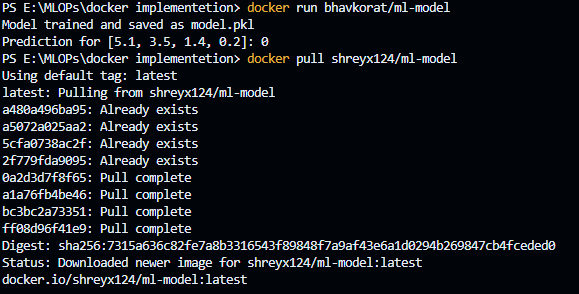 PS E:\MLOPs\docker implementetion> docker run bhavkorat/ml-model
Model trained and saved as model.pkl
Prediction for [5.1, 3.5, 1.4, 0.2]: 0
PS E:\MLOPs\docker implementetion> docker pull shreyx124/ml-model
Using default tag: latest
latest: Pulling from shreyx124/ml-model
a480a496ba95: Already exists
a5072a025aa2: Already exists
5cfa0738ac2f: Already exists
2f779fda9095: Already exists
0a2d3d7f8f65: Pull complete
a1a76fb4be46: Pull complete
bc3bc2a73351: Pull complete
ff08d96f41e9: Pull complete
Digest: sha256:7315a636c82fe7a8b3316543f89848f7a9af43e6a1d0294b269847cb4fceded0
Status: Downloaded newer image for shreyx124/ml-model:latest
docker.io/shreyx124/ml-model:latest